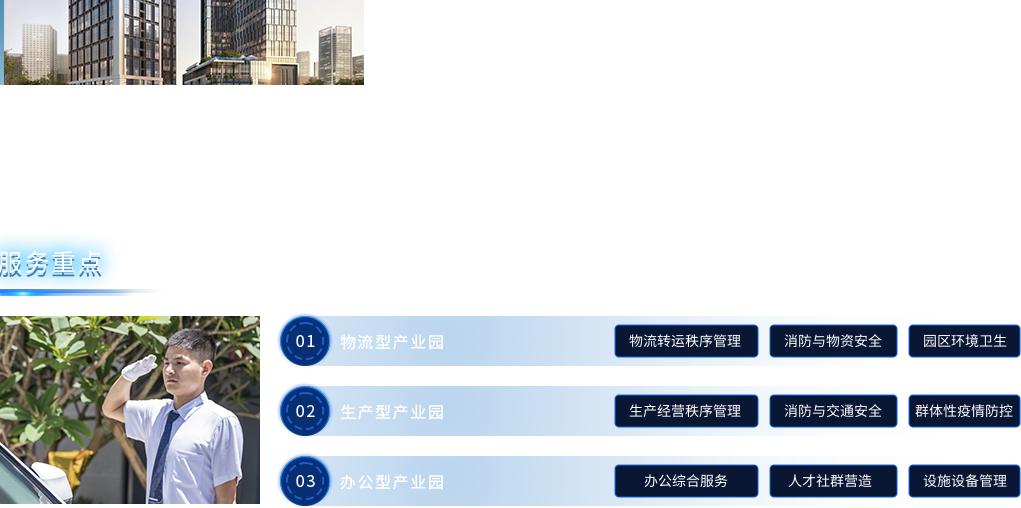 服务重点
01 物流型产业园 物流转运秩序管理 消防与物资安全 园区环境卫生
02 生产型产业园 生产经营秩序管理 消防与交通安全 群体性疫情防控
03 办公型产业园 办公综合服务 人才社群营造 设施设备管理